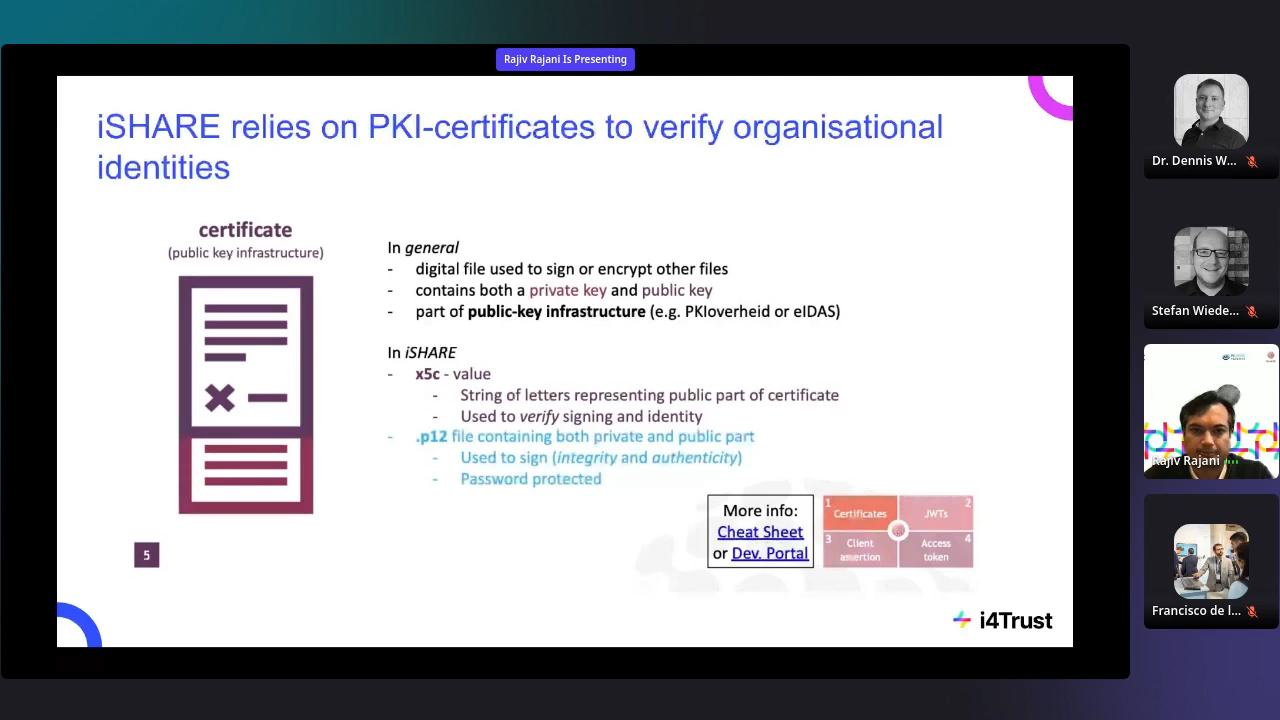 Rajiv Rajani Is Presenting
iSHARE relies on PKI-certificates to verify organisational
identities
certificate
(public key infrastructure)
In general
- digital file used to sign or encrypt other files
- contains both a private key and public key
- part of public-key infrastructure (e.g. PKIoverheid or eIDAS)
In iSHARE
- x5c - value
- String of letters representing public part of certificate
- Used to verify signing and identity
- .p12 file containing both private and public part
- Used to sign (integrity and authenticity)
- Password protected
More info:
Cheat Sheet
or Dev. Portal
1 Certificates
JWTs 2
3 Client
assertion
Access 4
token
5
i4Trust
Dr. Dennis W...
Stefan Wiede...
Rajiv Rajani
Francisco de l...